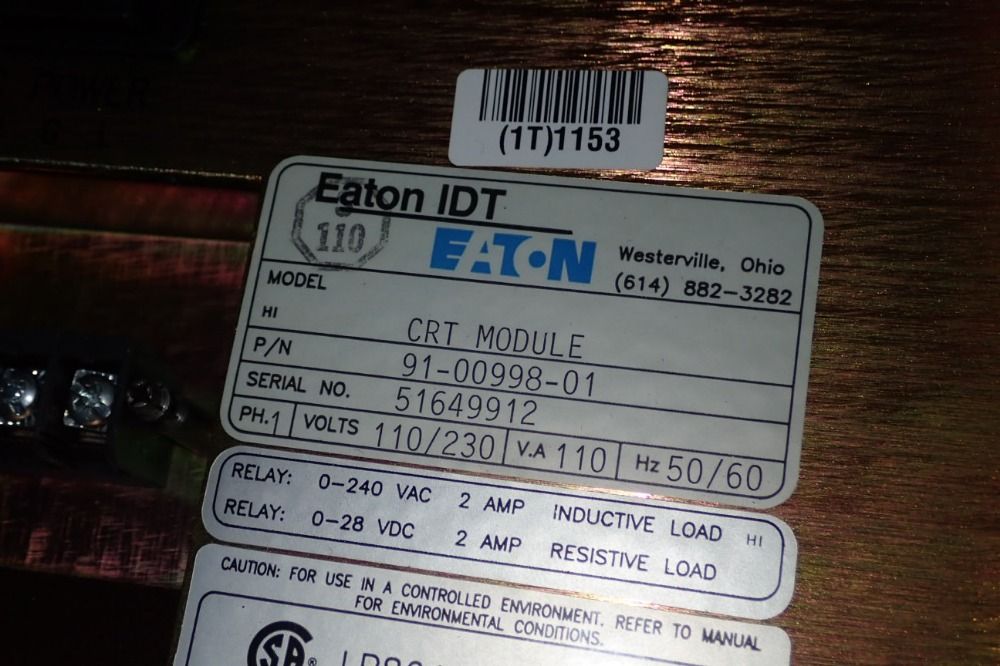 POWER
(1T)1153
Eaton IDT
110
EATON
Westerville, Ohio
(614) 882-3282
MODEL
HI
CRT MODULE
P/N 91-00998-01
SERIAL NO. 51649912
PH.1 VOLTS 110/230 V.A 110 Hz 50/60
RELAY: 0-240 VAC 2 AMP INDUCTIVE LOAD HI
RELAY: 0-28 VDC 2 AMP RESISTIVE LOAD
CAUTION: FOR USE IN A CONTROLLED ENVIRONMENT. REFER TO MANUAL
FOR ENVIRONMENTAL CONDITIONS.